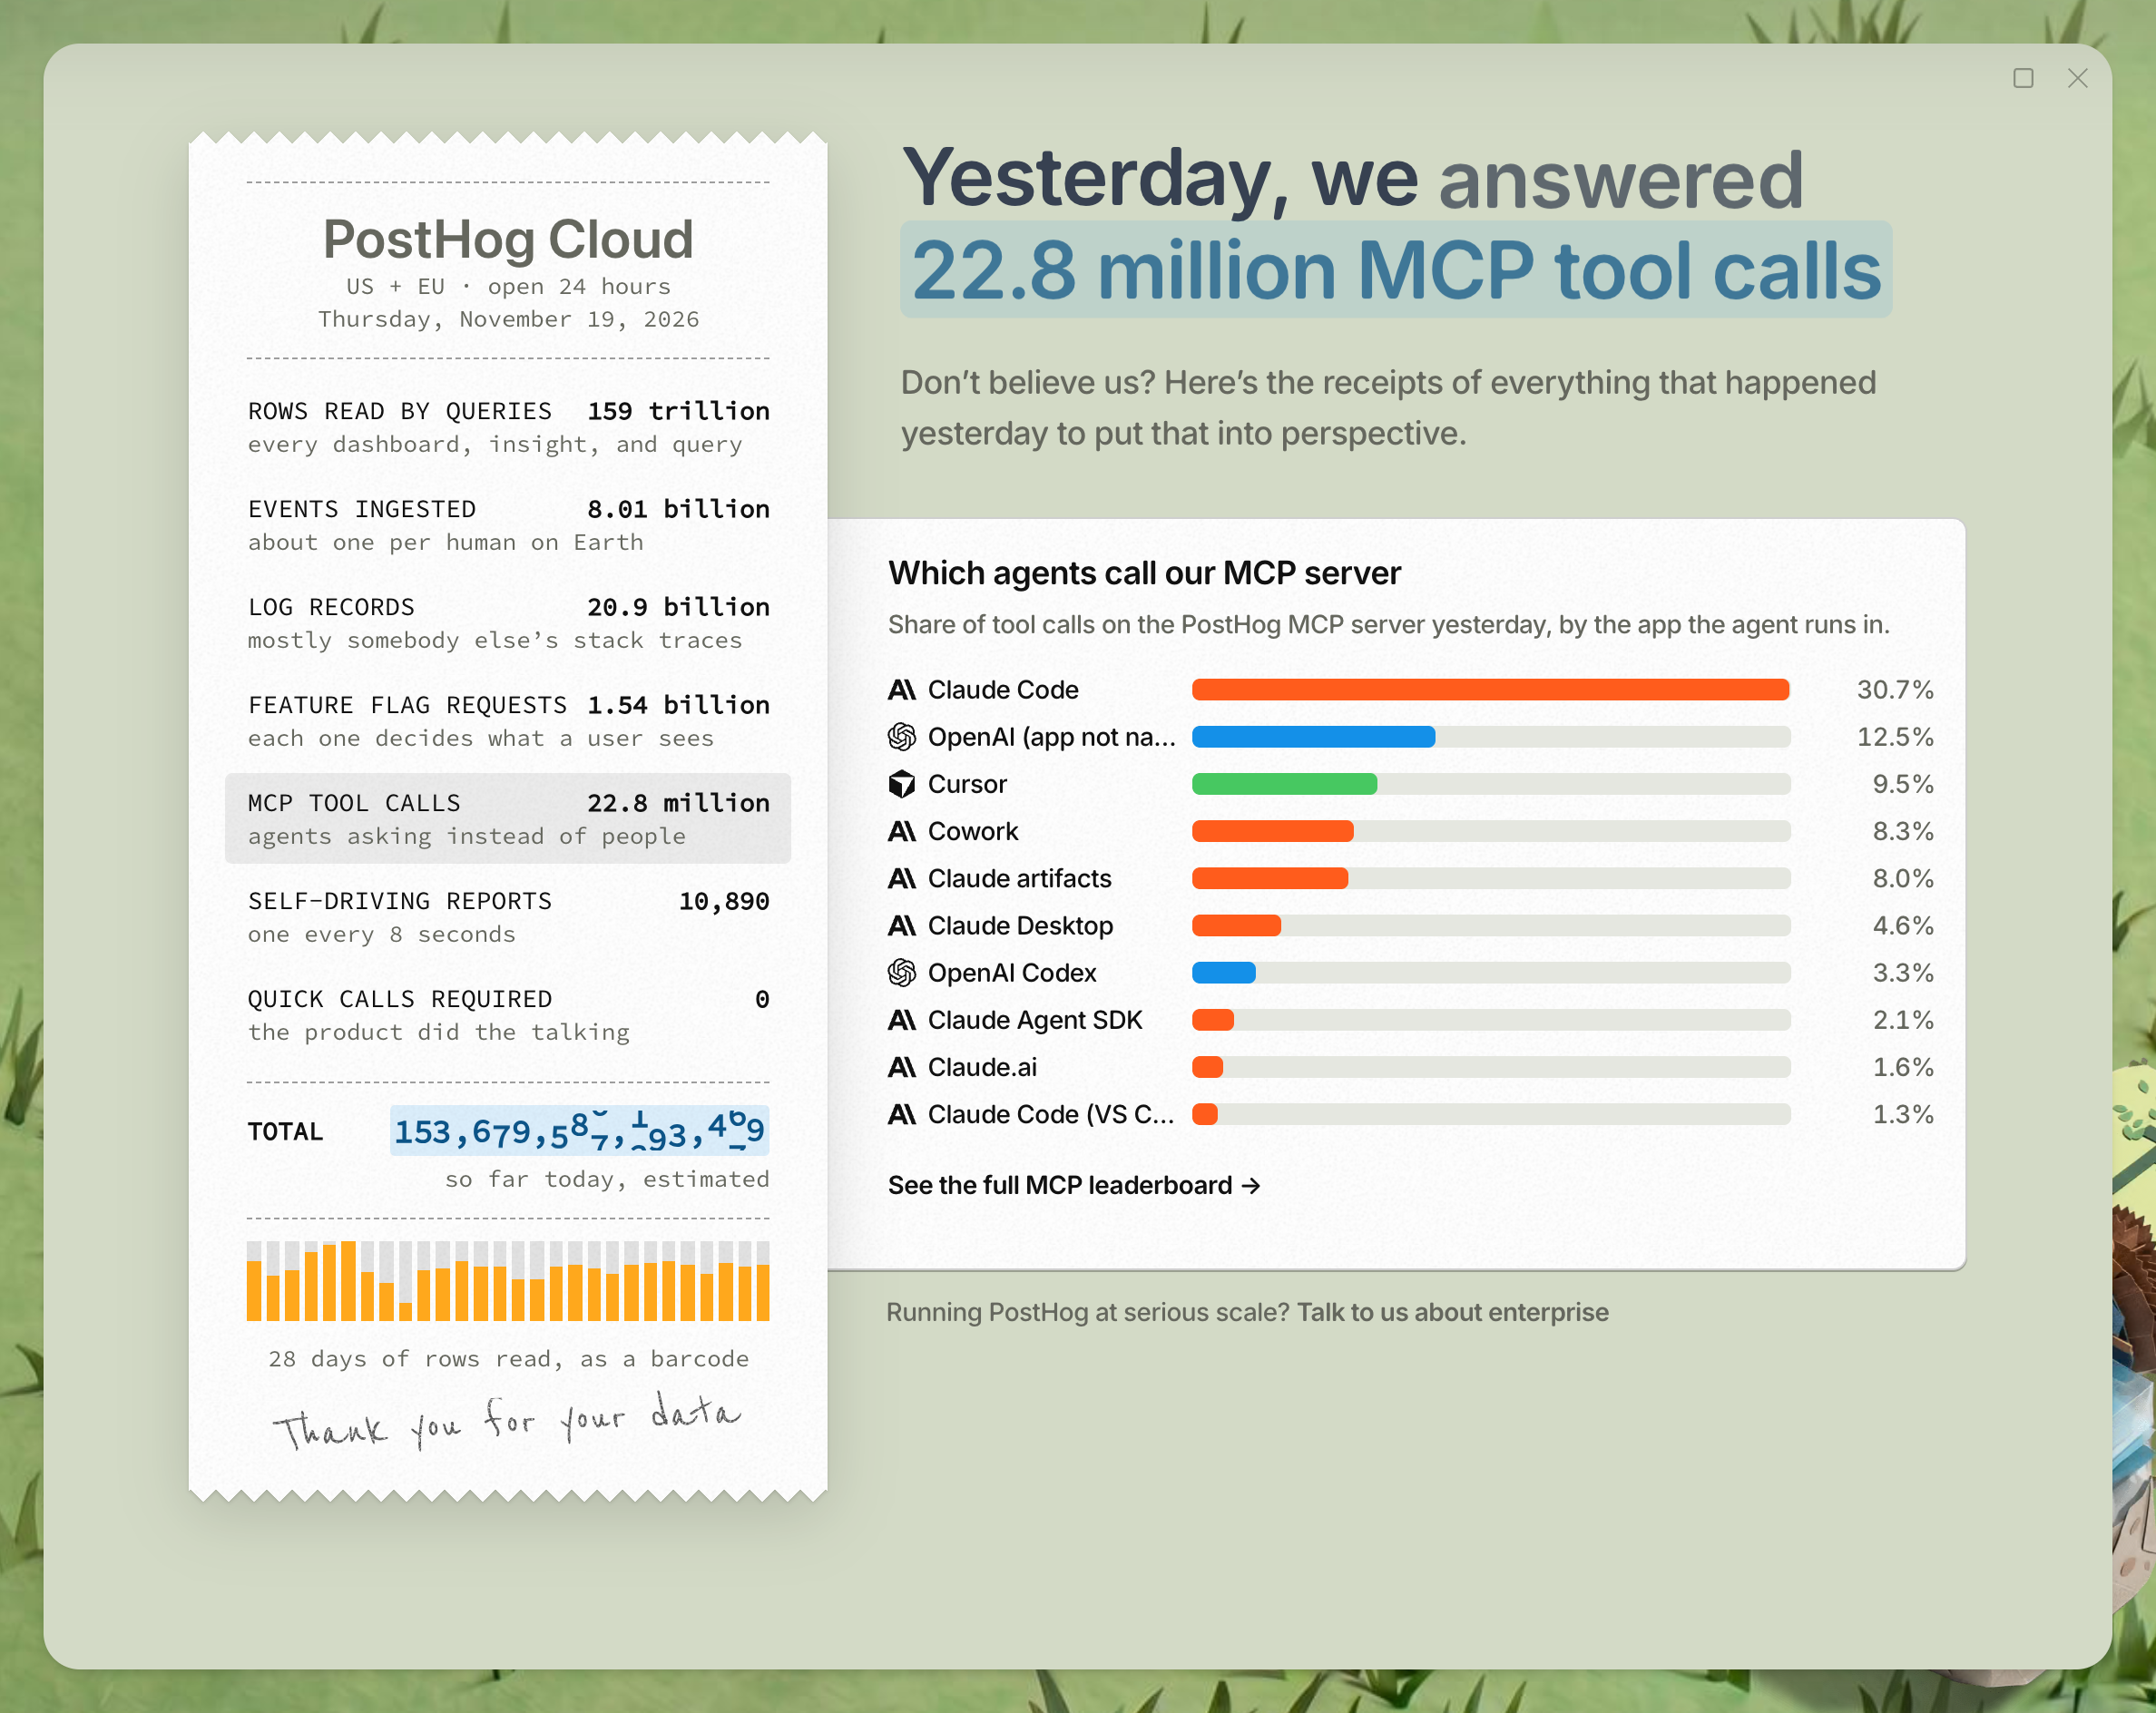 PostHog Cloud
US + EU · open 24 hours
Thursday, November 19, 2026
ROWS READ BY QUERIES 159 trillion
every dashboard, insight, and query
EVENTS INGESTED 8.01 billion
about one per human on Earth
LOG RECORDS 20.9 billion
mostly somebody else’s stack traces
FEATURE FLAG REQUESTS 1.54 billion
each one decides what a user sees
MCP TOOL CALLS 22.8 million
agents asking instead of people
SELF-DRIVING REPORTS 10,890
one every 8 seconds
QUICK CALLS REQUIRED 0
the product did the talking
TOTAL
so far today, estimated
28 days of rows read, as a barcode
Thank you for your data
Yesterday, we answered
22.8 million MCP tool calls
Don’t believe us? Here’s the receipts of everything that happened
yesterday to put that into perspective.
Which agents call our MCP server
Share of tool calls on the PostHog MCP server yesterday, by the app the agent runs in.
Claude Code 30.7%
OpenAI (app not na... 12.5%
Cursor 9.5%
Cowork 8.3%
Claude artifacts 8.0%
Claude Desktop 4.6%
OpenAI Codex 3.3%
Claude Agent SDK 2.1%
Claude.ai 1.6%
Claude Code (VS C... 1.3%
See the full MCP leaderboard →
Running PostHog at serious scale? Talk to us about enterprise